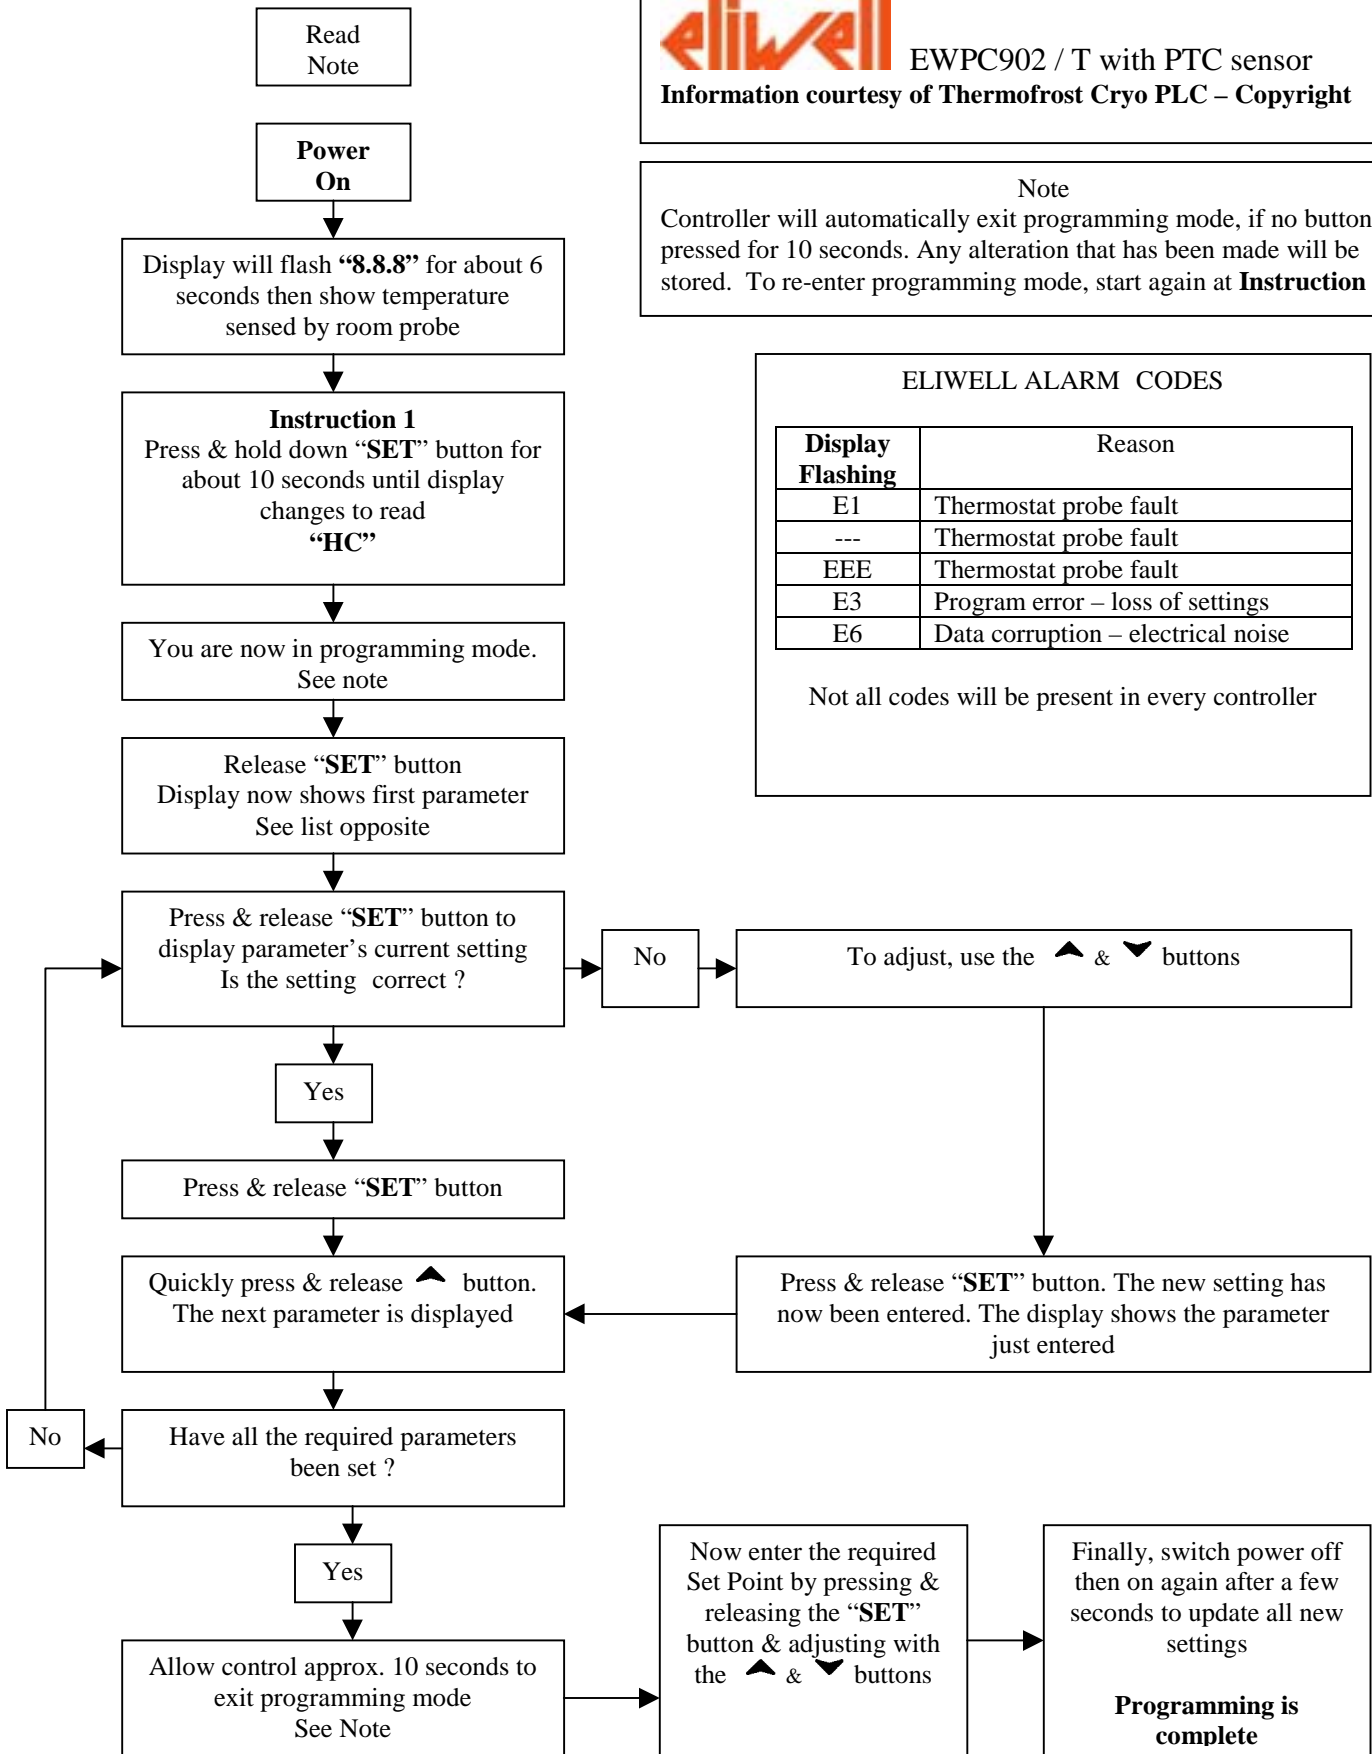 Read
Note
eliwell EWPC902 / T with PTC sensor
Information courtesy of Thermofrost Cryo PLC – Copyright
Power
On
Note
Controller will automatically exit programming mode, if no button
pressed for 10 seconds. Any alteration that has been made will be
stored. To re-enter programming mode, start again at Instruction
Display will flash “8.8.8” for about 6
seconds then show temperature
sensed by room probe
ELIWELL ALARM CODES
Display Flashing
Reason
E1 Thermostat probe fault
--- Thermostat probe fault
EEE Thermostat probe fault
E3 Program error – loss of settings
E6 Data corruption – electrical noise
Not all codes will be present in every controller
Instruction 1
Press & hold down “SET” button for
about 10 seconds until display
changes to read
“HC”
You are now in programming mode.
See note
Release “SET” button
Display now shows first parameter
See list opposite
Press & release “SET” button to
display parameter’s current setting
Is the setting correct ?
No
To adjust, use the & buttons
Yes
Press & release “SET” button
Quickly press & release button.
The next parameter is displayed
Press & release “SET” button. The new setting has
now been entered. The display shows the parameter
just entered
No
Have all the required parameters
been set ?
Yes
Allow control approx. 10 seconds to
exit programming mode
See Note
Now enter the required
Set Point by pressing &
releasing the “SET”
button & adjusting with
the & buttons
Finally, switch power off
then on again after a few
seconds to update all new
settings
Programming is
complete